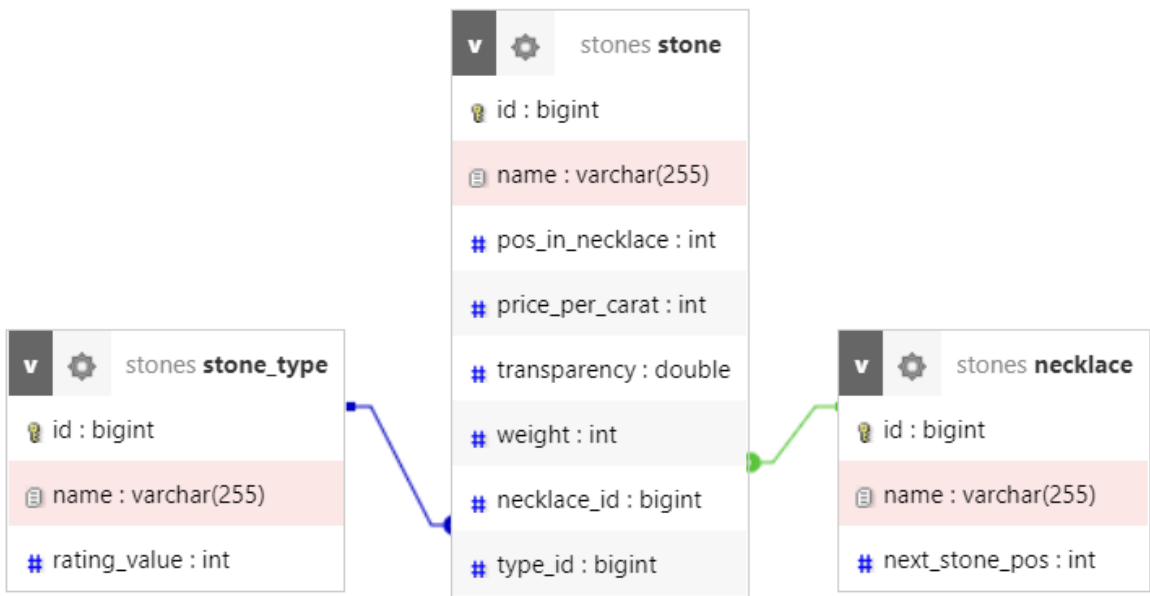 v stones stone
id : bigint
name : varchar(255)
# pos_in_necklace : int
# price_per_carat : int
# transparency : double
# weight : int
# necklace_id : bigint
# type_id : bigint
v stones stone_type
id : bigint
name : varchar(255)
# rating_value : int
v stones necklace
id : bigint
name : varchar(255)
# next_stone_pos : int